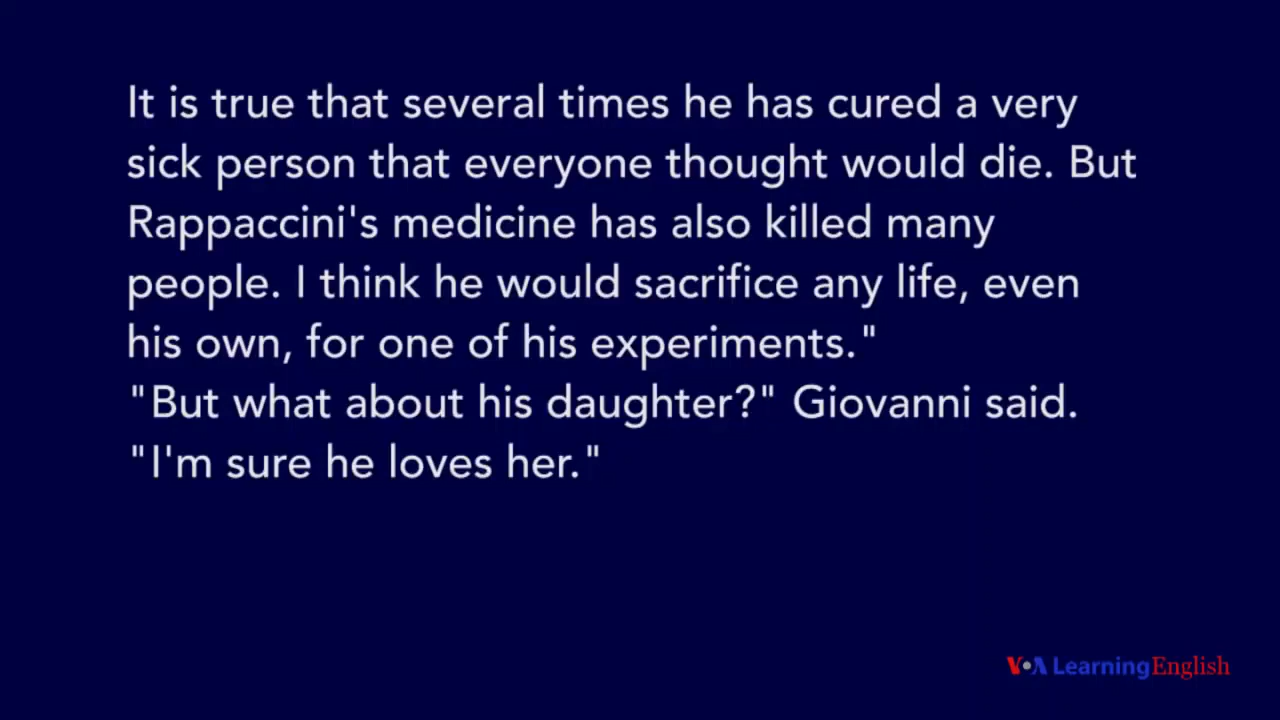 It is true that several times he has cured a very
sick person that everyone thought would die. But
Rappaccini's medicine has also killed many
people. I think he would sacrifice any life, even
his own, for one of his experiments."
"But what about his daughter?" Giovanni said.
"I'm sure he loves her."
VOA Learning English